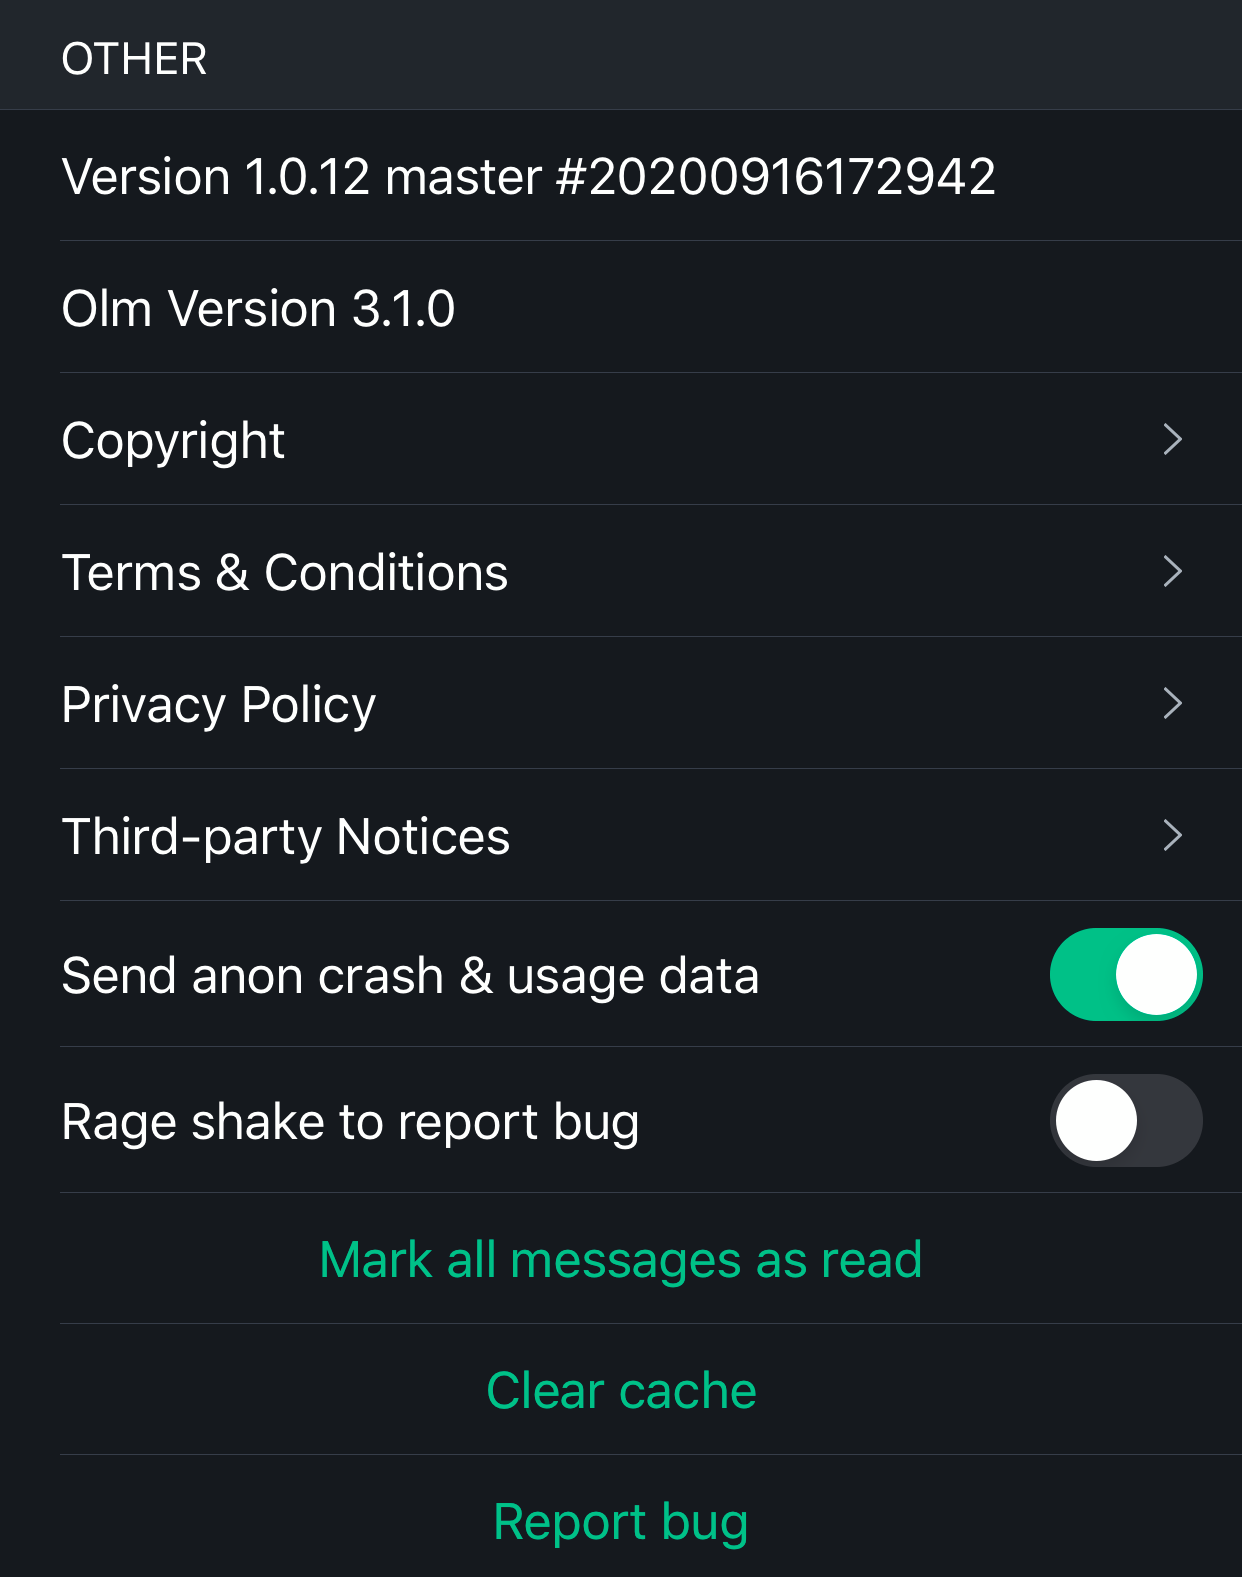 OTHER
Version 1.0.12 master #20200916172942
Olm Version 3.1.0
Copyright
Terms & Conditions
Privacy Policy
Third-party Notices
Send anon crash & usage data
Rage shake to report bug
Mark all messages as read
Clear cache
Report bug